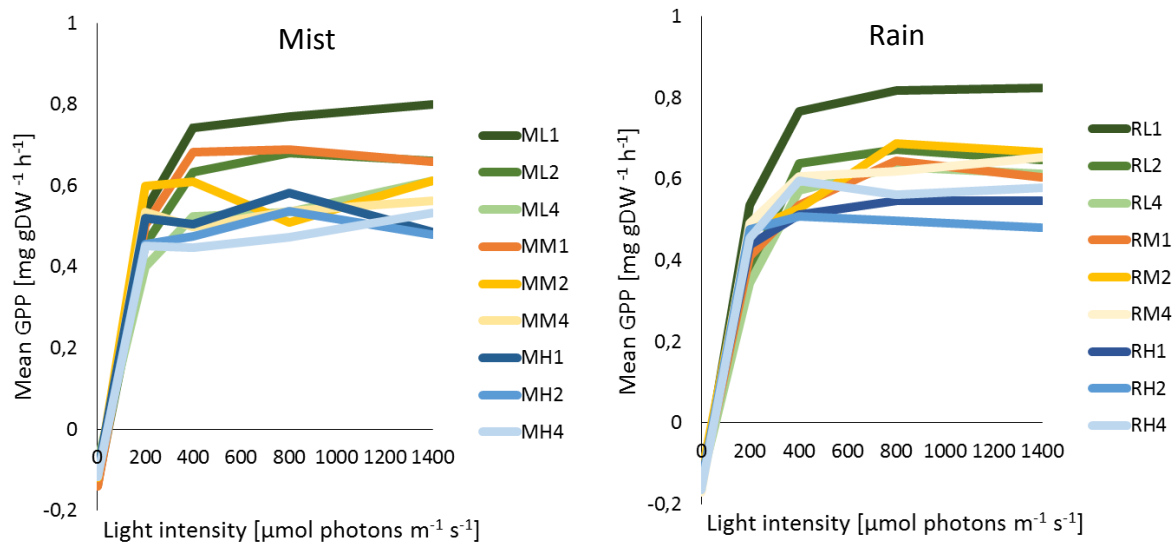 Mist
Mean GPP [mg gDW ⁻¹ h⁻¹]
1
0,8
0,6
0,4
0,2
0
-0,2
0 200 400 600 800 1000 1200 1400
Light intensity [µmol photons m⁻¹ s⁻¹]
ML1
ML2
ML4
MM1
MM2
MM4
MH1
MH2
MH4
Rain
Mean GPP [mg gDW ⁻¹ h⁻¹]
1
0,8
0,6
0,4
0,2
0
-0,2
0 200 400 600 800 1000 1200 1400
Light intensity [µmol photons m⁻¹ s⁻¹]
RL1
RL2
RL4
RM1
RM2
RM4
RH1
RH2
RH4